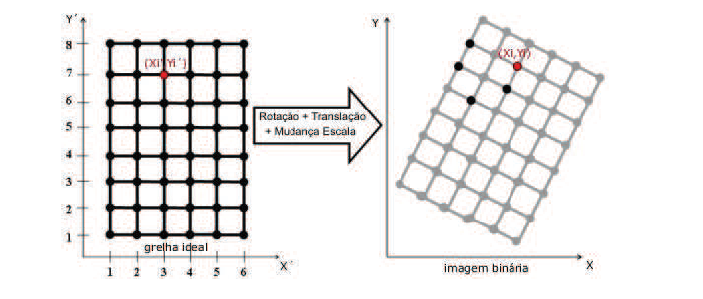 Y´
8
7
6
5
4
3
2
1
(Xi´,Yi´)
grelha ideal
1 2 3 4 5 6
X´
Rotação + Translação
+ Mudança Escala
Y
(Xi,Yi)
X
imagem binária